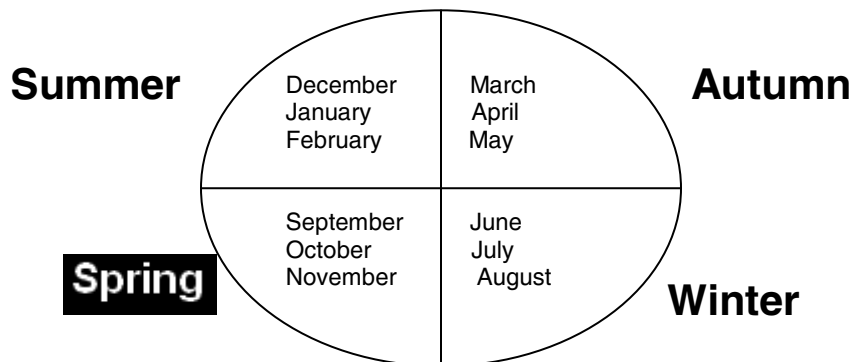 Summer
December
January
February
March
April
May
Autumn
Spring
September
October
November
June
July
August
Winter